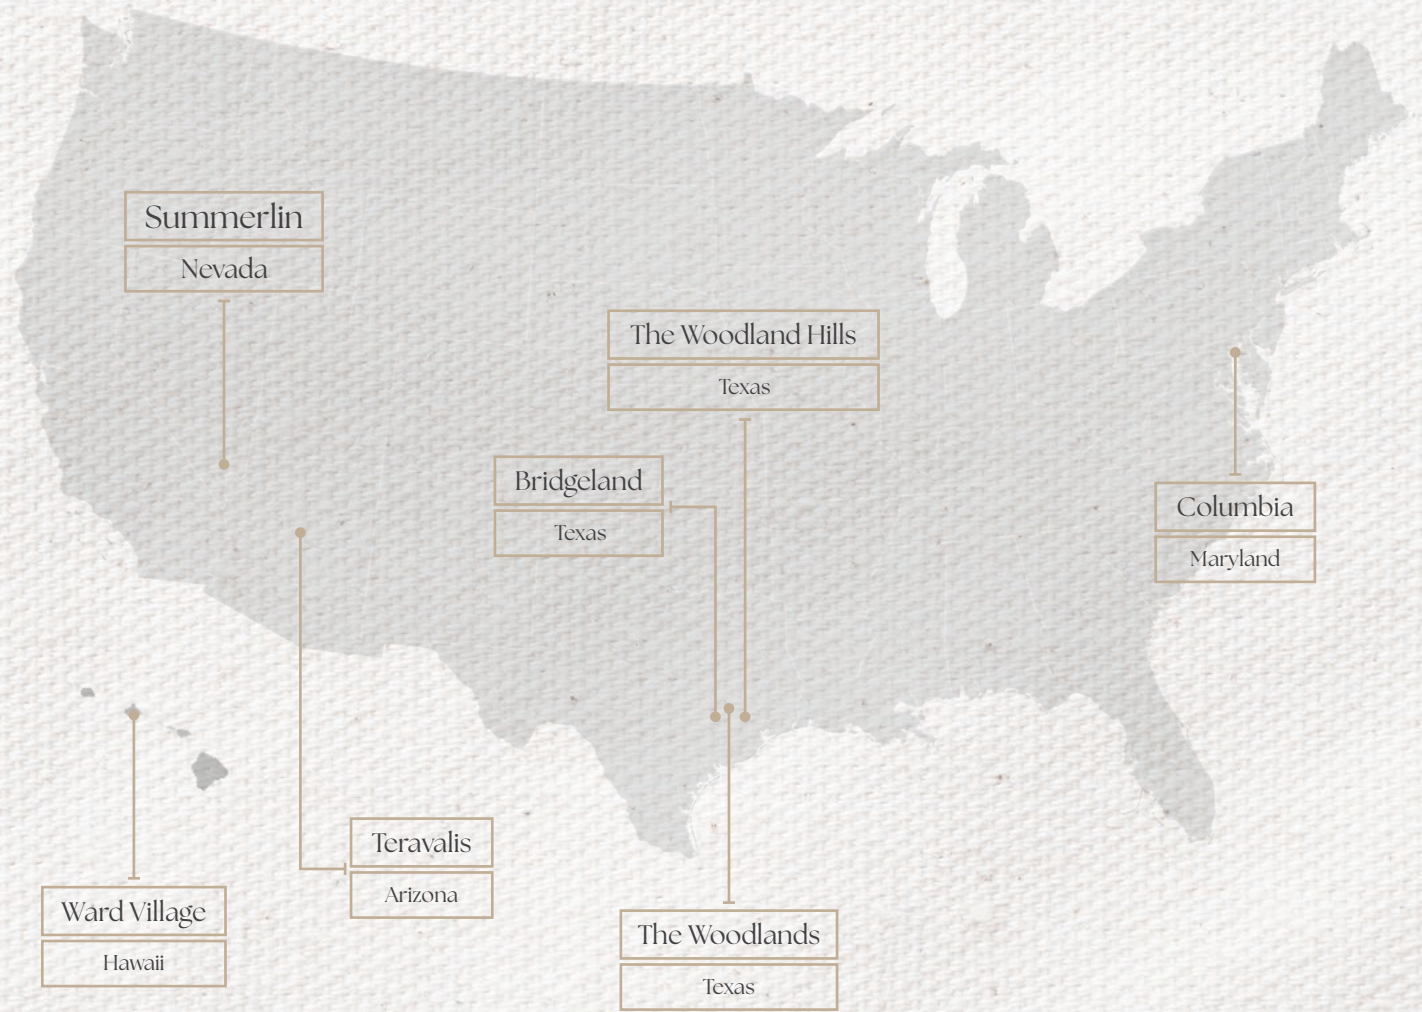 Summerlin
Nevada
The Woodland Hills
Texas
Bridgeland
Texas
Columbia
Maryland
Teravalis
Arizona
Ward Village
Hawaii
The Woodlands
Texas